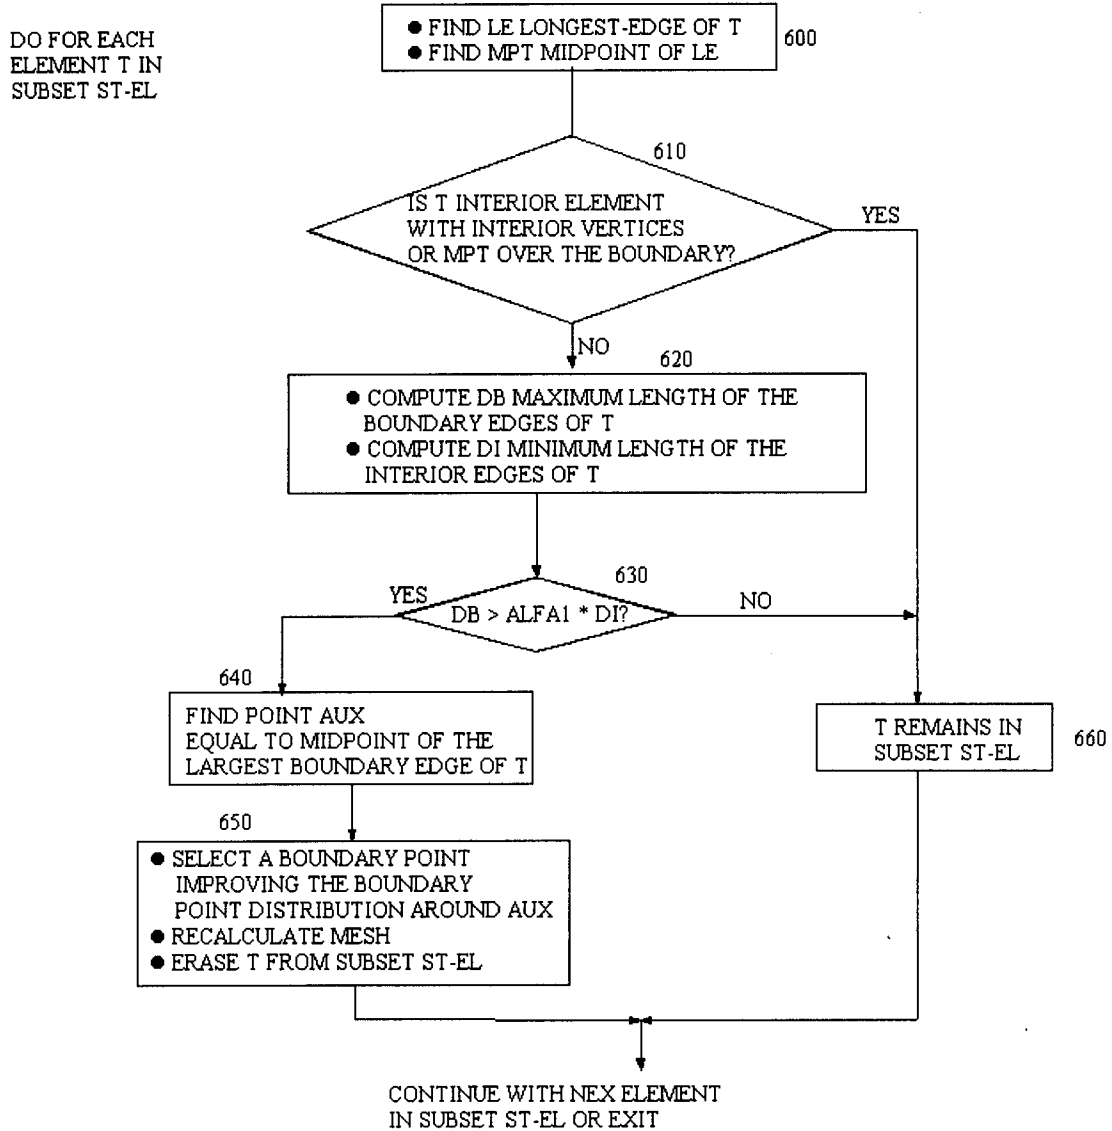 DO FOR EACH
ELEMENT T IN
SUBSET ST-EL
● FIND LE LONGEST-EDGE OF T
● FIND MPT MIDPOINT OF LE
600
610
IS T INTERIOR ELEMENT
WITH INTERIOR VERTICES
OR MPT OVER THE BOUNDARY?
YES
NO
620
● COMPUTE DB MAXIMUM LENGTH OF THE
BOUNDARY EDGES OF T
● COMPUTE DI MINIMUM LENGTH OF THE
INTERIOR EDGES OF T
630
YES
DB > ALFA1 * DI?
NO
640
FIND POINT AUX
EQUAL TO MIDPOINT OF THE
LARGEST BOUNDARY EDGE OF T
T REMAINS IN
SUBSET ST-EL
660
650
● SELECT A BOUNDARY POINT
IMPROVING THE BOUNDARY
POINT DISTRIBUTION AROUND AUX
● RECALCULATE MESH
● ERASE T FROM SUBSET ST-EL
CONTINUE WITH NEX ELEMENT
IN SUBSET ST-EL OR EXIT